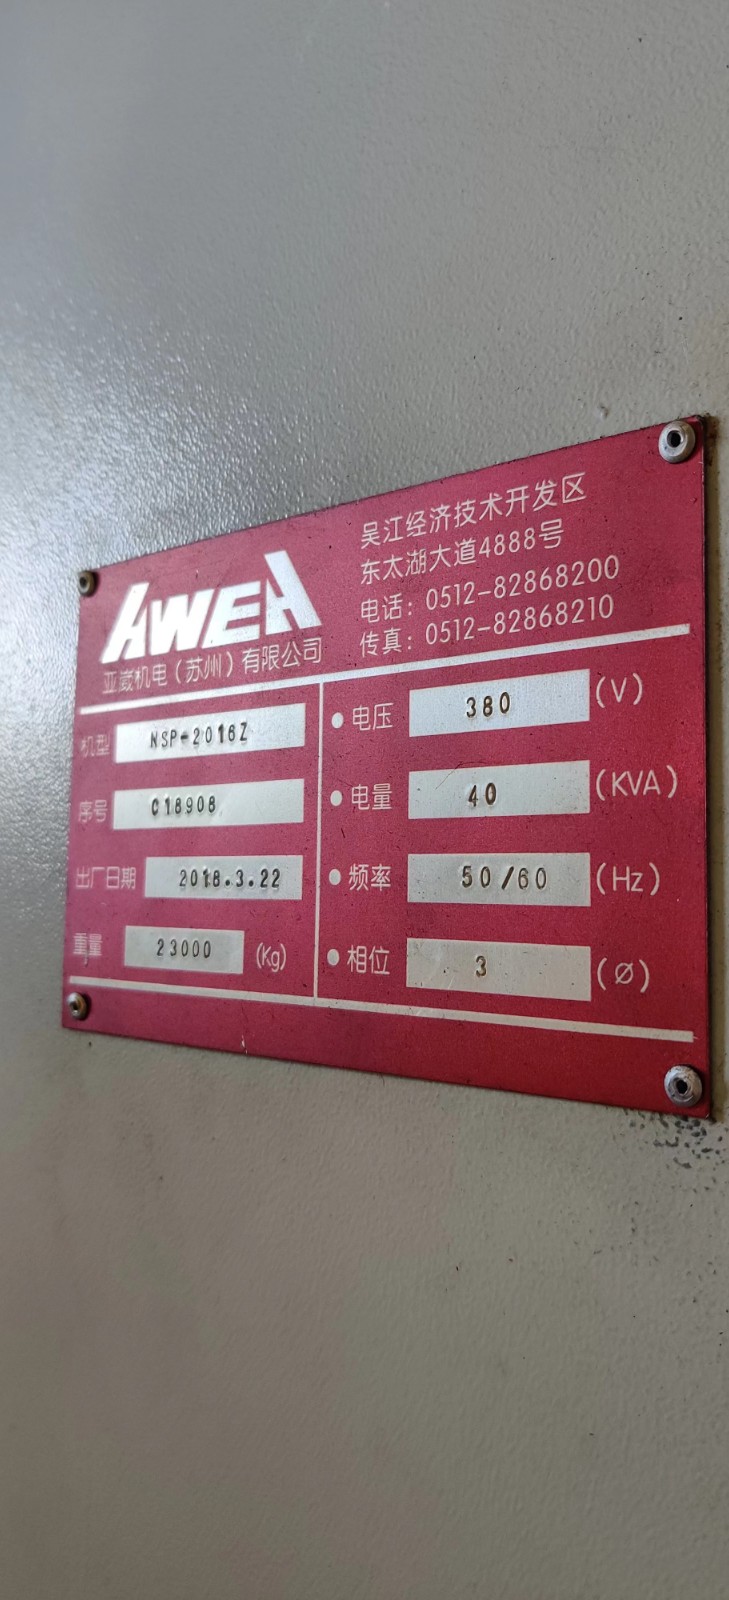 AWEA
亚崴机电（苏州）有限公司
吴江经济技术开发区
东太湖大道4888号
电话：0512-82868200
传真：0512-82868210
机型 NSP-2016Z
序号 C18908
出厂日期 2018.3.22
重量 23000 (Kg)
电压 380 (V)
电量 40 (KVA)
频率 50/60 (Hz)
相位 3 (Ø)